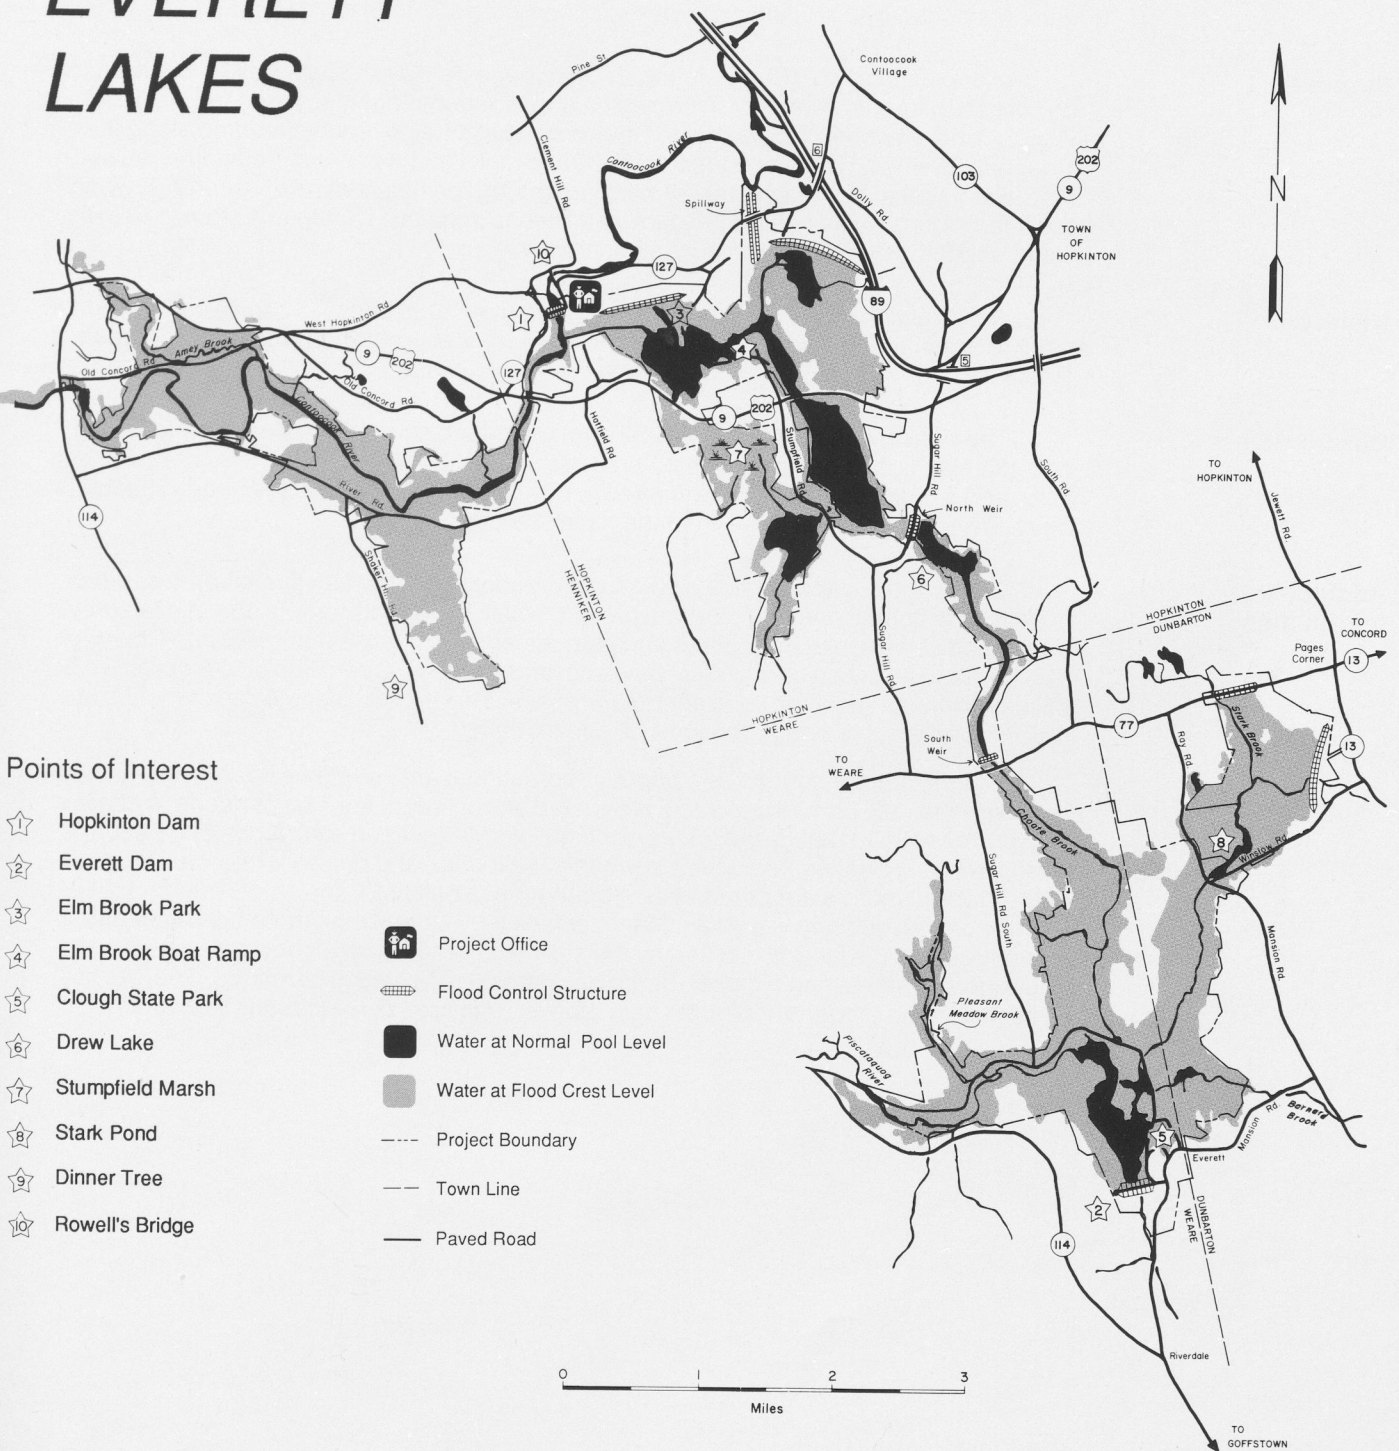 EVERETT
LAKES
Pine St
Contoocook
Village
Clement Hill Rd
Contoocook River
6
103
202
9
Dolly Rd.
Spillway
TOWN
OF
HOPKINTON
N
10
127
89
West Hopkinton Rd
1
3
4
5
Amey Brook
Old Concord Rd
9
202
Old Concord Rd
127
9
202
Contoocook River
Hatfield Rd
7
Stumpfield Rd
Sugar Hill Rd
South Rd
TO
HOPKINTON
Jewett Rd.
River Rd.
114
North Weir
Shaker Hill Rd
HOPKINTON
HENNIKER
6
HOPKINTON
DUNBARTON
TO
CONCORD
Pages
Corner
13
9
Sugar Hill Rd
HOPKINTON
WEARE
77
Stark Brook
South
Weir
Ray Rd
13
TO
WEARE
Points of Interest
1 Hopkinton Dam
2 Everett Dam
3 Elm Brook Park
4 Elm Brook Boat Ramp
5 Clough State Park
6 Drew Lake
7 Stumpfield Marsh
8 Stark Pond
9 Dinner Tree
10 Rowell's Bridge
Project Office
Flood Control Structure
Water at Normal Pool Level
Water at Flood Crest Level
Project Boundary
Town Line
Paved Road
Choate Brook
8
Winslow Rd
Sugar Hill Rd South
Mansion Rd.
Pleasant
Meadow Brook
Piscataquog
River
Mansion Rd.
Barnard
Brook
5
Everett
2
DUNBARTON
WEARE
114
Riverdale
0 1 2 3
Miles
TO
GOFFSTOWN